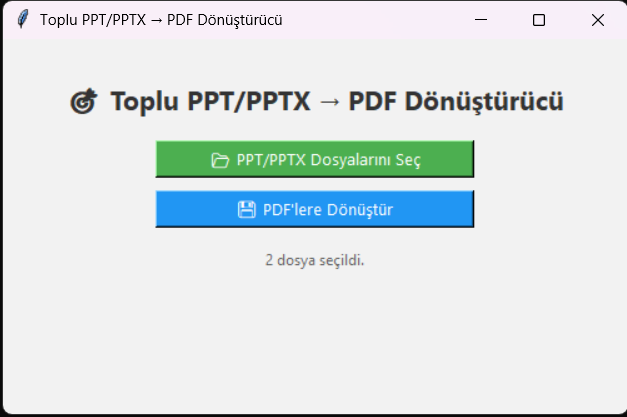 Toplu PPT/PPTX → PDF Dönüştürücü
🎯 Toplu PPT/PPTX → PDF Dönüştürücü
📂 PPT/PPTX Dosyalarını Seç
💾 PDF'lere Dönüştür
2 dosya seçildi.